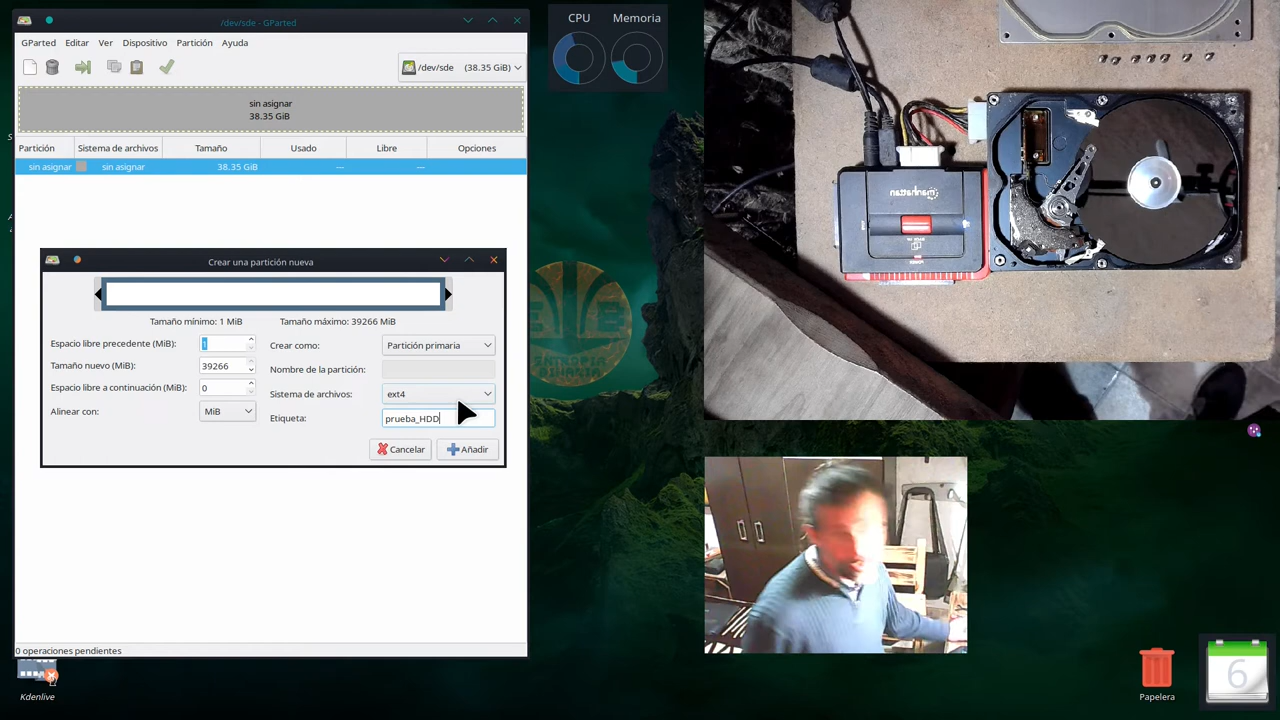 /dev/sde - GParted
GParted Editar Ver Dispositivo Partición Ayuda
/dev/sde (38.35 GiB)
sin asignar
38.35 GiB
Partición Sistema de archivos Tamaño Usado Libre Opciones
sin asignar sin asignar 38.35 GiB — —
Crear una partición nueva
Tamaño mínimo: 1 MiB Tamaño máximo: 39266 MiB
Espacio libre precedente (MiB): 1 Crear como: Partición primaria
Tamaño nuevo (MiB): 39266 Nombre de la partición:
Espacio libre a continuación (MiB): 0 Sistema de archivos: ext4
Alinear con: MiB Etiqueta: prueba_HDD
Cancelar Añadir
0 operaciones pendientes
Kdenlive
CPU Memoria
manhattan
ENTROPIA
BINARIA
Papelera
6